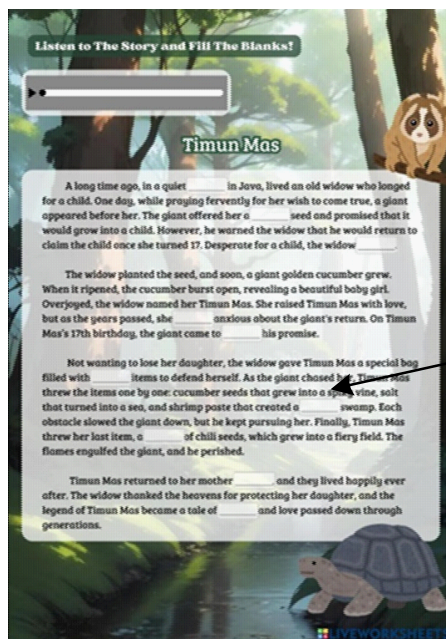 Listen to The Story and Fill The Blanks!
Timun Mas
A long time ago, in a quiet in Java, lived an old widow who longed
for a child. One day, while praying fervently for her wish to come true, a giant
appeared before her. The giant offered her a seed and promised that it
would grow into a child. However, he warned the widow that he would return to
claim the child once she turned 17. Desperate for a child, the widow .
The widow planted the seed, and soon, a giant golden cucumber grew.
When it ripened, the cucumber burst open, revealing a beautiful baby girl.
Overjoyed, the widow named her Timun Mas. She raised Timun Mas with love,
but as the years passed, she anxious about the giant's return. On Timun
Mas's 17th birthday, the giant came to his promise.
Not wanting to lose her daughter, the widow gave Timun Mas a special bag
filled with items to defend herself. As the giant chased her, Timun Mas
threw the items one by one: cucumber seeds that grew into a spiky vine, salt
that turned into a sea, and shrimp paste that created a swamp. Each
obstacle slowed the giant down, but he kept pursuing her. Finally, Timun Mas
threw her last item, a of chili seeds, which grew into a fiery field. The
flames engulfed the giant, and he perished.
Timun Mas returned to her mother , and they lived happily ever
after. The widow thanked the heavens for protecting her daughter, and the
legend of Timun Mas became a tale of and love passed down through
generations.
LIVEWORKSHEETS